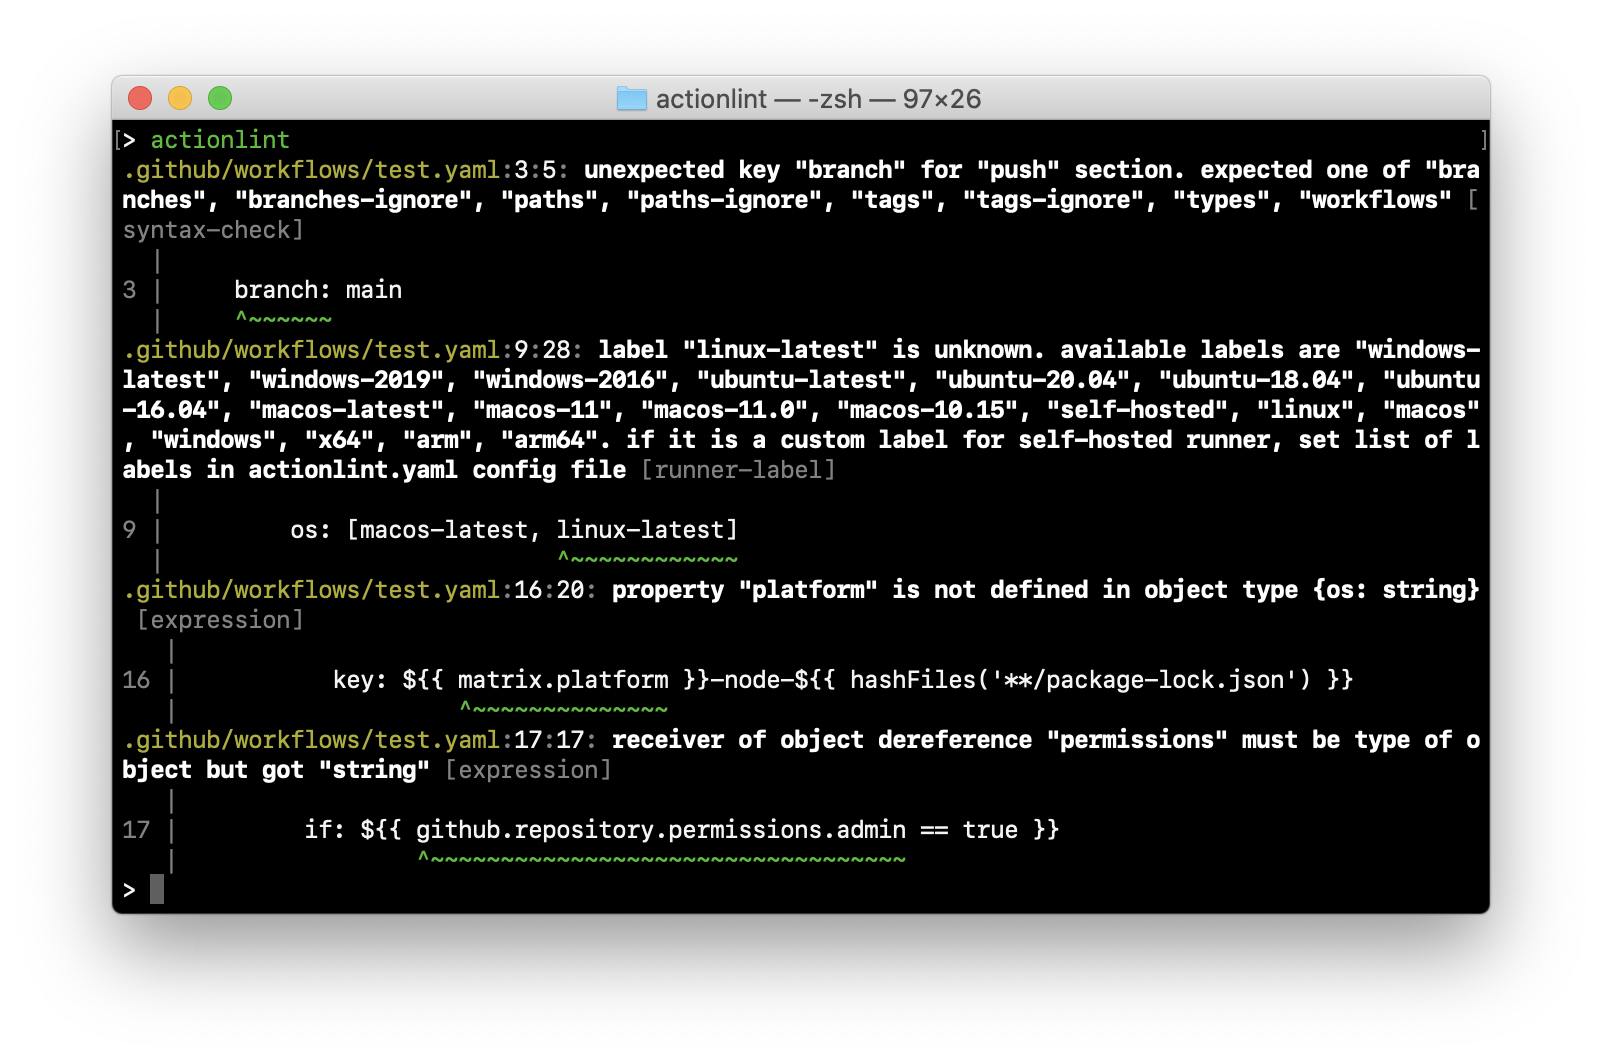 actionlint — -zsh — 97×26
[> actionlint ]
.github/workflows/test.yaml:3:5: unexpected key "branch" for "push" section. expected one of "bra
nches", "branches-ignore", "paths", "paths-ignore", "tags", "tags-ignore", "types", "workflows" [
syntax-check]
  |
3 |     branch: main
  |     ^~~~~~~
.github/workflows/test.yaml:9:28: label "linux-latest" is unknown. available labels are "windows-
latest", "windows-2019", "windows-2016", "ubuntu-latest", "ubuntu-20.04", "ubuntu-18.04", "ubuntu
-16.04", "macos-latest", "macos-11", "macos-11.0", "macos-10.15", "self-hosted", "linux", "macos"
, "windows", "x64", "arm", "arm64". if it is a custom label for self-hosted runner, set list of l
abels in actionlint.yaml config file [runner-label]
  |
9 |         os: [macos-latest, linux-latest]
  |                            ^~~~~~~~~~~~~
.github/workflows/test.yaml:16:20: property "platform" is not defined in object type {os: string}
 [expression]
   |
16 |           key: ${{ matrix.platform }}-node-${{ hashFiles('**/package-lock.json') }}
   |                    ^~~~~~~~~~~~~~~
.github/workflows/test.yaml:17:17: receiver of object dereference "permissions" must be type of o
bject but got "string" [expression]
   |
17 |         if: ${{ github.repository.permissions.admin == true }}
   |                 ^~~~~~~~~~~~~~~~~~~~~~~~~~~~~~~~~~~
>